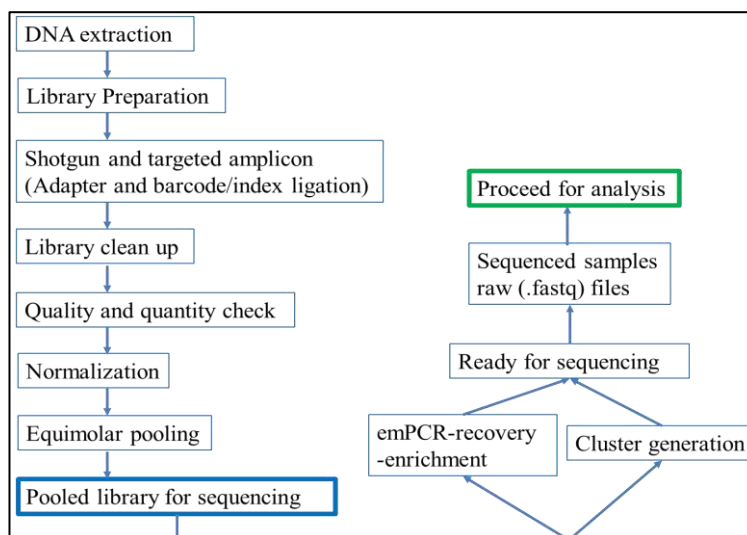 DNA extraction
Library Preparation
Shotgun and targeted amplicon
(Adapter and barcode/index ligation)
Library clean up
Quality and quantity check
Normalization
Equimolar pooling
Pooled library for sequencing
Proceed for analysis
Sequenced samples
raw (.fastq) files
Ready for sequencing
emPCR-recovery
-enrichment
Cluster generation